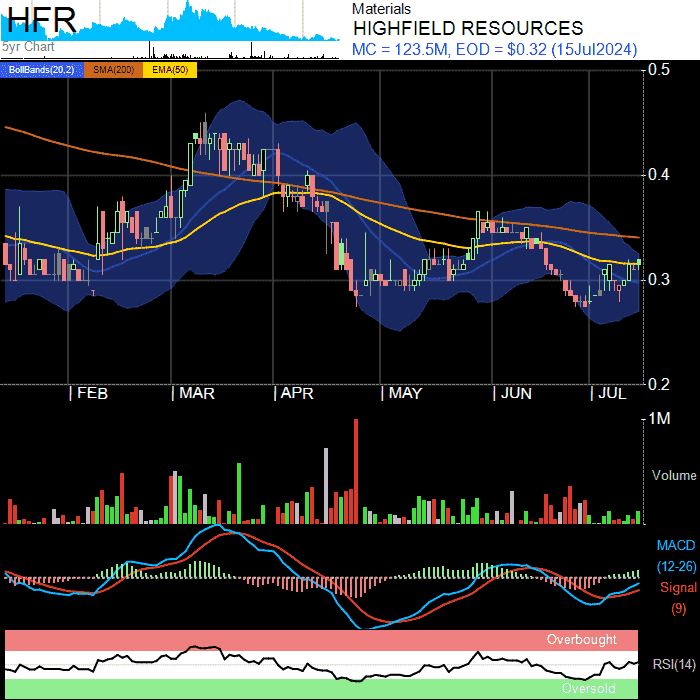 HFR
5yr Chart
Materials
HIGHFIELD RESOURCES
MC = 123.5M, EOD = $0.32 (15Jul2024)
BollBands(20,2) SMA(200) EMA(50)
0.5
0.4
0.3
0.2
| FEB | MAR | APR | MAY | JUN | JUL
1M
Volume
MACD
(12-26)
Signal
(9)
Overbought
RSI(14)
Oversold